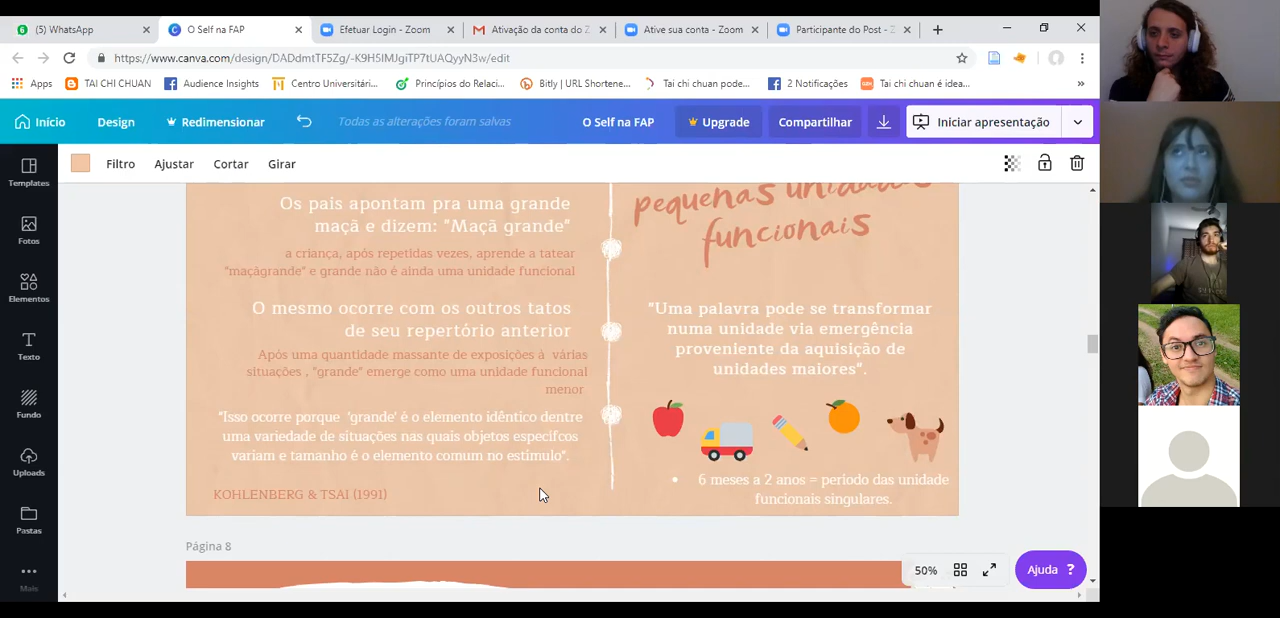 (5) WhatsApp
O Self na FAP
Efetuar Login - Zoom
Ativação da conta do Z
Ative sua conta - Zoom
Participante do Post - Z
https://www.canva.com/design/DADdmtTF5Zg/-K9H5IMJgiTP7tUAyyN3w/edit
Apps
TAI CHI CHUAN
Audience Insights
Centro Universitári...
Princípios do Relaci...
Bitly | URL Shortene...
Tai chi chuan pode...
2 Notificações
Tai chi chuan é idea...
»
Início
Design
Redimensionar
Todas as alterações foram salvas
O Self na FAP
Upgrade
Compartilhar
Iniciar apresentação
Filtro
Ajustar
Cortar
Girar
Templates
Fotos
Elementos
Texto
Fundo
Uploads
Pastas
Mais
Os pais apontam pra uma grande
maçã e dizem: "Maçã grande"
a criança, após repetidas vezes, aprende a tatear
"maçãgrande" e grande não é ainda uma unidade funcional
O mesmo ocorre com os outros tatos
de seu repertório anterior
Após uma quantidade massante de exposições à várias
situações , "grande" emerge como uma unidade funcional
menor
"Isso ocorre porque 'grande' é o elemento idêntico dentre
uma variedade de situações nas quais objetos especifcos
variam e tamanho é o elemento comum no estímulo".
KOHLENBERG & TSAI (1991)
pequenas unidades
funcionais
"Uma palavra pode se transformar
numa unidade via emergência
proveniente da aquisição de
unidades maiores".
• 6 meses a 2 anos = período das unidade
funcionais singulares.
Página 8
50%
Ajuda ?